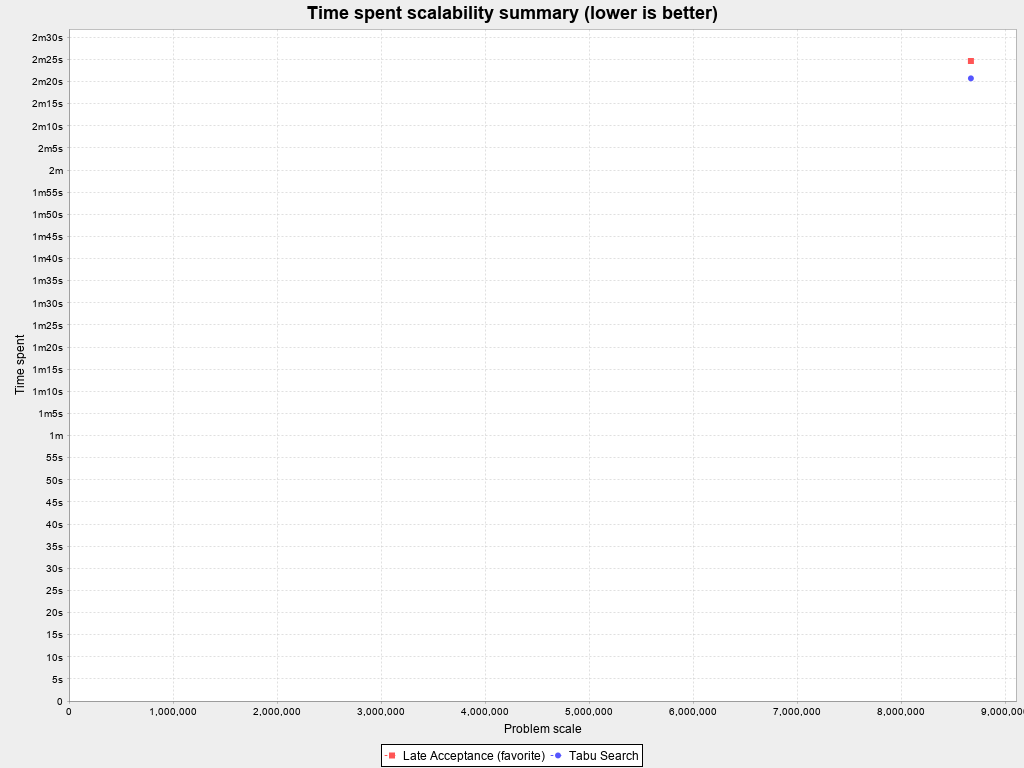 Time spent scalability summary (lower is better)
2m30s
2m25s
2m20s
2m15s
2m10s
2m5s
2m
1m55s
1m50s
1m45s
1m40s
1m35s
1m30s
1m25s
1m20s
1m15s
1m10s
1m5s
1m
55s
50s
45s
40s
35s
30s
25s
20s
15s
10s
5s
0
Time spent
0 1,000,000 2,000,000 3,000,000 4,000,000 5,000,000 6,000,000 7,000,000 8,000,000 9,000,00
Problem scale
Late Acceptance (favorite) Tabu Search